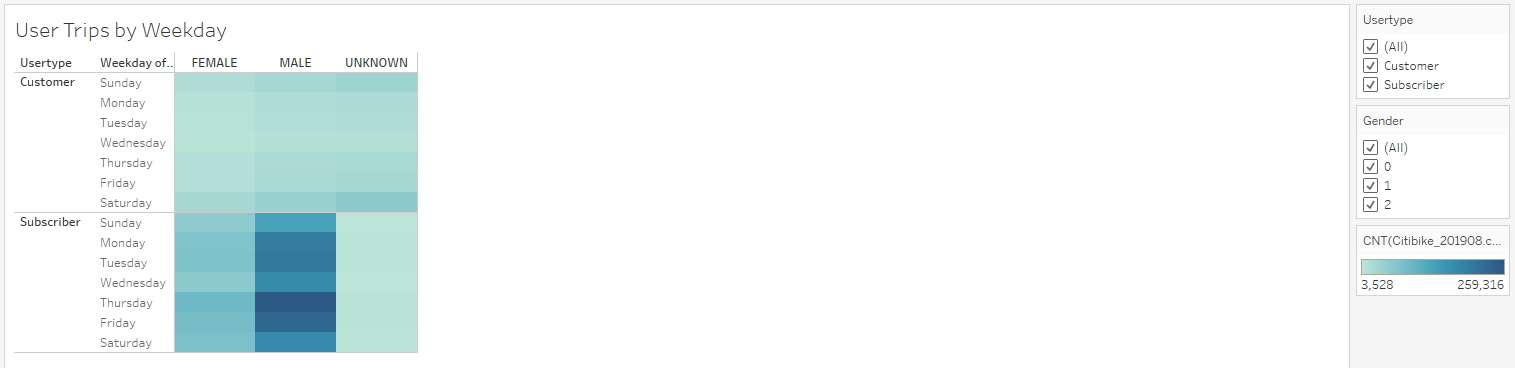 User Trips by Weekday
Usertype Weekday of.. FEMALE MALE UNKNOWN
Customer Sunday
Monday
Tuesday
Wednesday
Thursday
Friday
Saturday
Subscriber Sunday
Monday
Tuesday
Wednesday
Thursday
Friday
Saturday
Usertype
(All)
Customer
Subscriber
Gender
(All)
0
1
2
CNT(Citibike_201908.c...
3,528 259,316